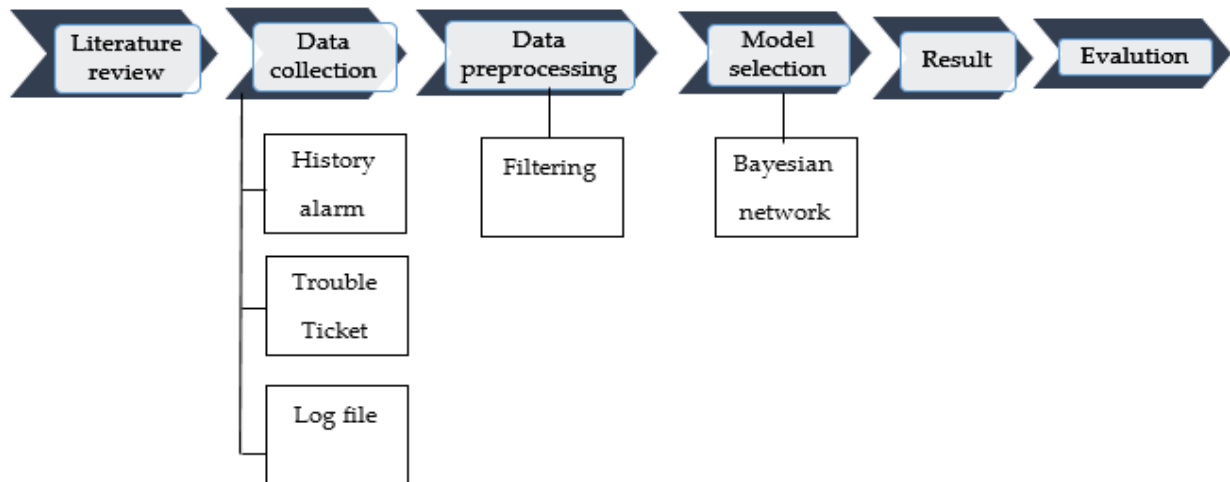 Literature
review
Data
collection
Data
preprocessing
Model
selection
Result
Evalution
History
alarm
Trouble
Ticket
Log file
Filtering
Bayesian
network